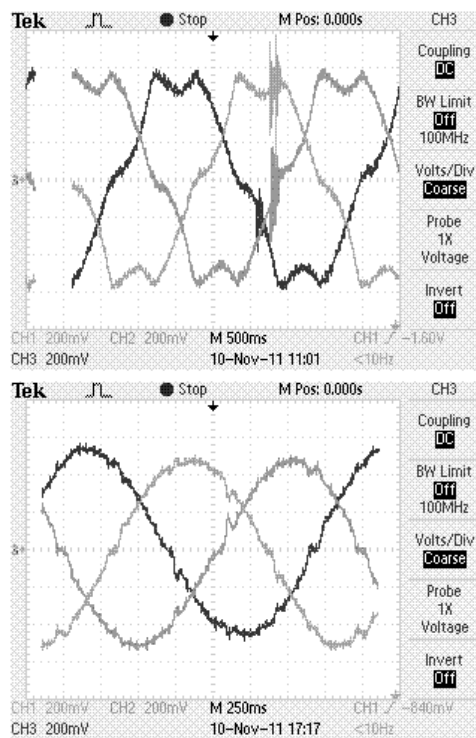 Tek Stop M Pos: 0.000s CH3
Coupling
DC
BW Limit
Off
100MHz
Volts/Div
Coarse
Probe
1X
Voltage
Invert
Off
3
CH1 200mV CH2 200mV M 500ms CH1 -1.60V
CH3 200mV 10-Nov-11 11:01 <10Hz
Tek Stop M Pos: 0.000s CH3
Coupling
DC
BW Limit
Off
100MHz
Volts/Div
Coarse
Probe
1X
Voltage
Invert
Off
3
CH1 200mV CH2 200mV M 250ms CH1 -840mV
CH3 200mV 10-Nov-11 17:17 <10Hz